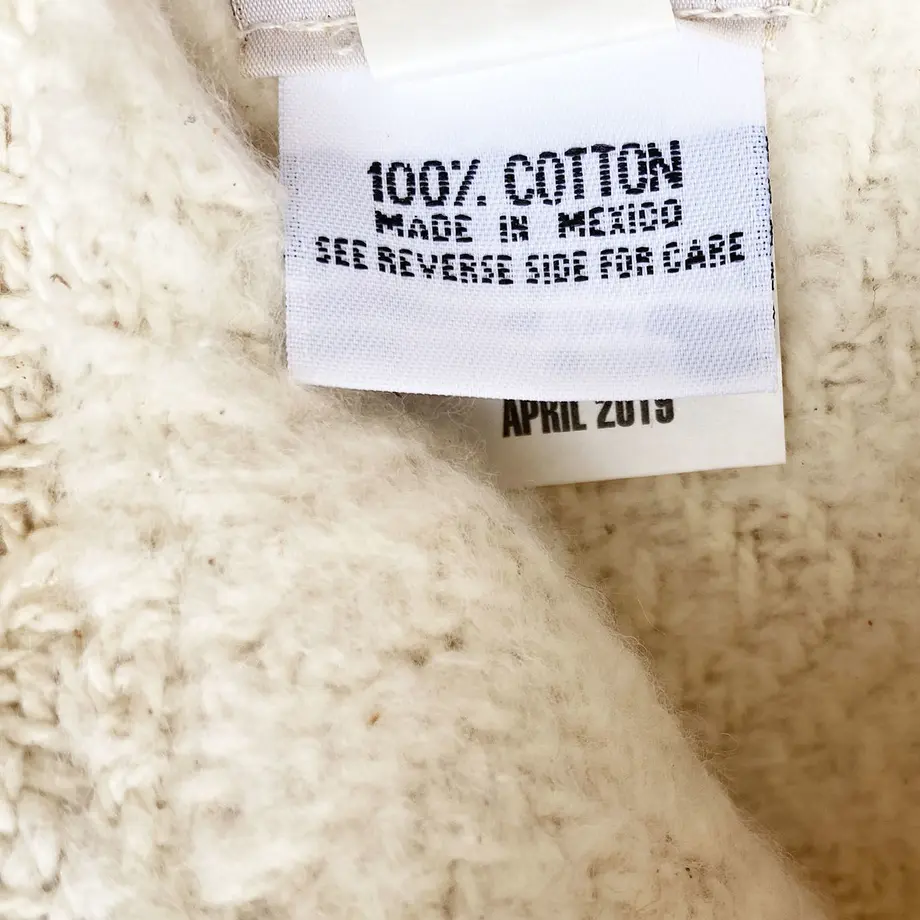 100% COTTON
MADE IN MEXICO
SEE REVERSE SIDE FOR CARE
APRIL 2019